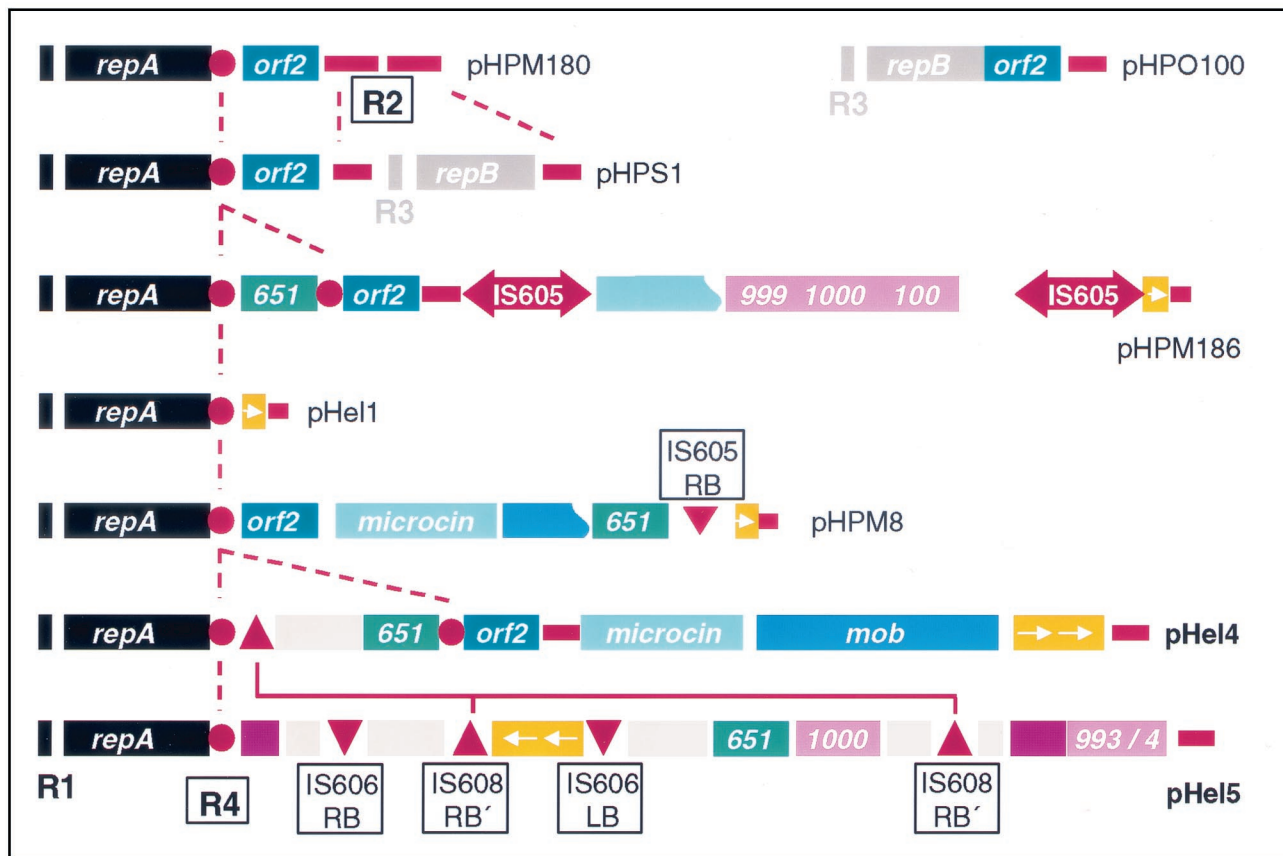 repA orf2 pHPM180 repB orf2 pHPO100
R2 R3
repA orf2 repB pHPS1
R3
repA 651 orf2 IS605 999 1000 100 IS605
pHPM186
repA pHel1
IS605
RB
repA orf2 microcin 651 pHPM8
repA 651 orf2 microcin mob pHel4
repA 651 1000 993 / 4
R1 R4 IS606 IS608 IS606 IS608 pHel5
RB RB´ LB RB´